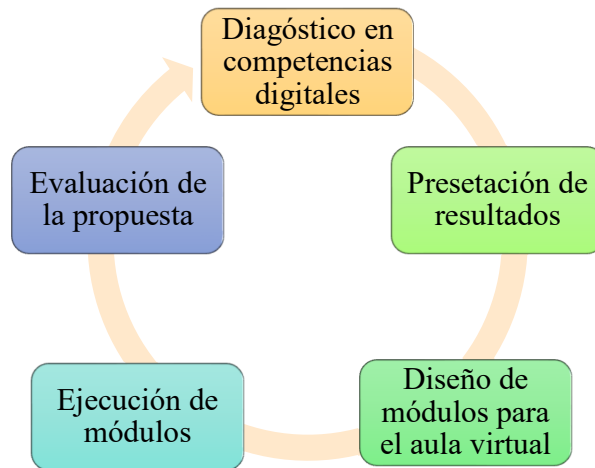 Diagóstico en
competencias
digitales
Presetación de
resultados
Diseño de
módulos para
el aula virtual
Ejecución de
módulos
Evaluación de
la propuesta